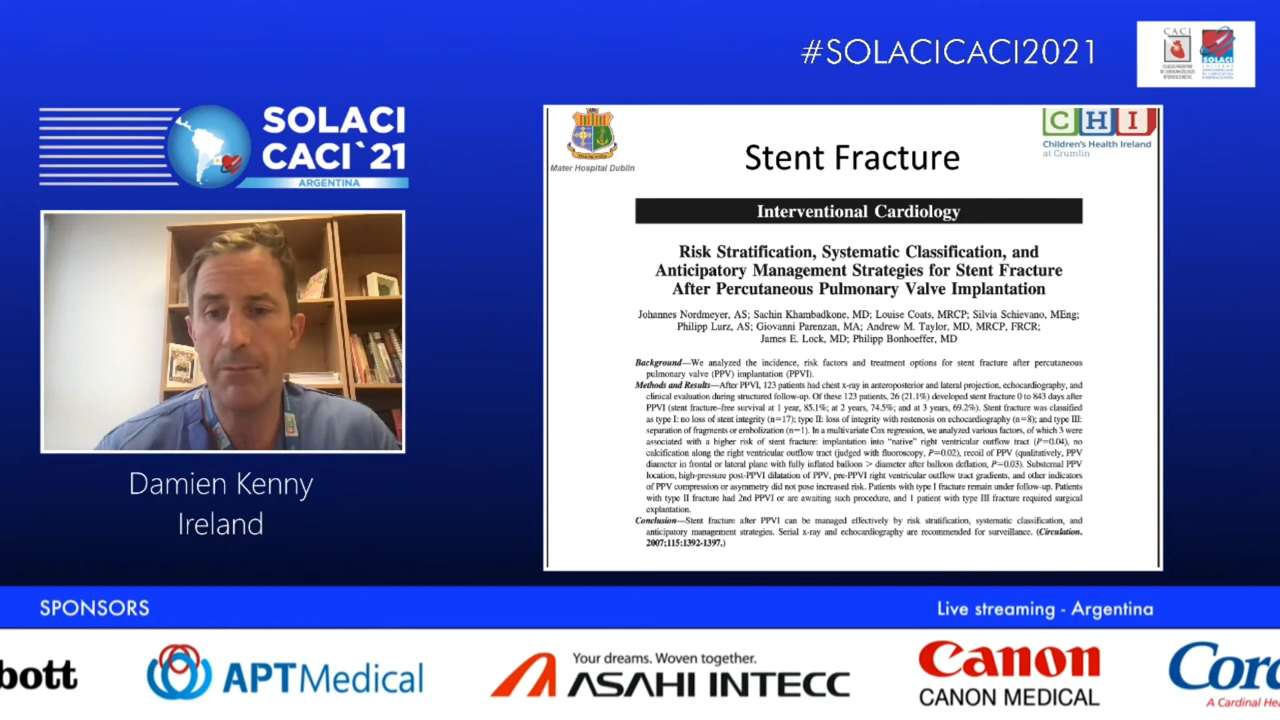 #SOLACICACI2021
CACI
SOLACI
SOLACI
CACI`21
ARGENTINA
Damien Kenny
Ireland
Mater Hospital Dublin
CHI
Children's Health Ireland
at Crumlin
Stent Fracture
Interventional Cardiology
Risk Stratification, Systematic Classification, and
Anticipatory Management Strategies for Stent Fracture
After Percutaneous Pulmonary Valve Implantation
Johannes Nordmeyer, AS; Sachin Khambadkone, MD; Louise Coats, MRCP; Silvia Schievano, MEng;
Philipp Lurz, AS; Giovanni Parenzan, MA; Andrew M. Taylor, MD, MRCP, FRCR;
James E. Lock, MD; Philipp Bonhoeffer, MD
Background—We analyzed the incidence, risk factors and treatment options for stent fracture after percutaneous
pulmonary valve (PPV) implantation (PPVI).
Methods and Results—After PPVI, 123 patients had chest x-ray in anteroposterior and lateral projection, echocardiography, and
clinical evaluation during structured follow-up. Of these 123 patients, 26 (21.1%) developed stent fracture 0 to 843 days after
PPVI (stent fracture–free survival at 1 year, 85.1%; at 2 years, 74.5%; and at 3 years, 69.2%). Stent fracture was classified
as type I: no loss of stent integrity (n=17); type II: loss of integrity with restenosis on echocardiography (n=8); and type III:
separation of fragments or embolization (n=1). In a multivariate Cox regression, we analyzed various factors, of which 3 were
associated with a higher risk of stent fracture: implantation into "native" right ventricular outflow tract (P=0.04), no
calcification along the right ventricular outflow tract (judged with fluoroscopy, P=0.02), recoil of PPV (qualitatively, PPV
diameter in frontal or lateral plane with fully inflated balloon > diameter after balloon deflation, P=0.03). Substernal PPV
location, high-pressure post-PPVI dilatation of PPV, pre-PPVI right ventricular outflow tract gradients, and other indicators
of PPV compression or asymmetry did not pose increased risk. Patients with type I fracture remain under follow-up. Patients
with type II fracture had 2nd PPVI or are awaiting such procedure, and 1 patient with type III fracture required surgical
explantation.
Conclusion—Stent fracture after PPVI can be managed effectively by risk stratification, systematic classification, and
anticipatory management strategies. Serial x-ray and echocardiography are recommended for surveillance. (Circulation.
2007;115:1392-1397.)
SPONSORS
Live streaming - Argentina
bott
APTMedical
Your dreams. Woven together.
ASAHI INTECC
Canon
CANON MEDICAL
Cor
A Cardinal He